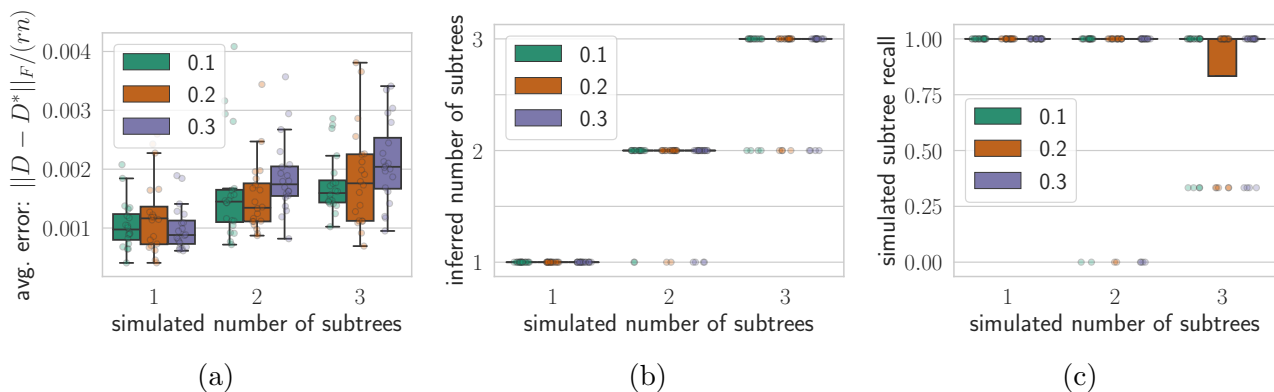 avg. error: ||D − D*||_F/(rn)
0.004
0.003
0.002
0.001
0.1
0.2
0.3
1 2 3
simulated number of subtrees
(a)
inferred number of subtrees
3
2
1
0.1
0.2
0.3
1 2 3
simulated number of subtrees
(b)
simulated subtree recall
1.00
0.75
0.50
0.25
0.00
0.1
0.2
0.3
1 2 3
simulated number of subtrees
(c)